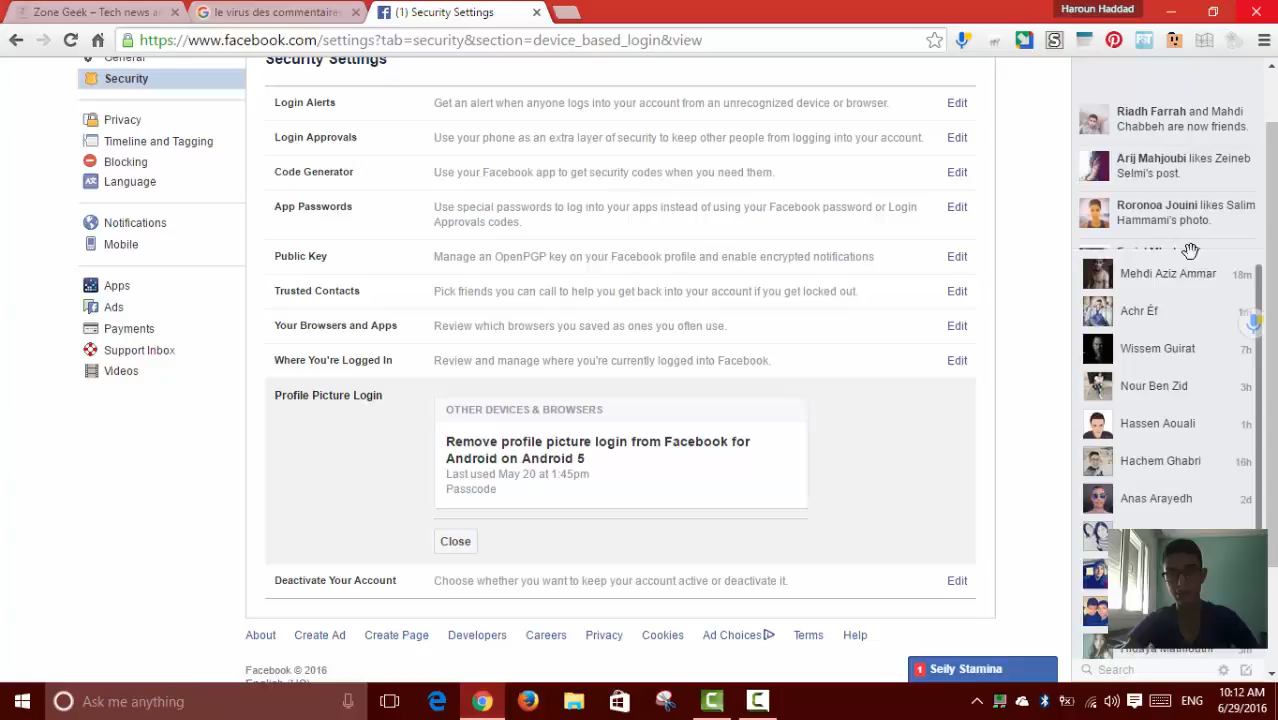 Zone Geek – Tech news a
le virus des commentaires
(1) Security Settings
Haroun Haddad
https://www.facebook.com/settings?tab=security&section=device_based_login&view
General
Security
Privacy
Timeline and Tagging
Blocking
Language
Notifications
Mobile
Apps
Ads
Payments
Support Inbox
Videos
Security Settings
Login Alerts
Get an alert when anyone logs into your account from an unrecognized device or browser.
Edit
Login Approvals
Use your phone as an extra layer of security to keep other people from logging into your account.
Edit
Code Generator
Use your Facebook app to get security codes when you need them.
Edit
App Passwords
Use special passwords to log into your apps instead of using your Facebook password or Login
Approvals codes.
Edit
Public Key
Manage an OpenPGP key on your Facebook profile and enable encrypted notifications
Edit
Trusted Contacts
Pick friends you can call to help you get back into your account if you get locked out.
Edit
Your Browsers and Apps
Review which browsers you saved as ones you often use.
Edit
Where You're Logged In
Review and manage where you're currently logged into Facebook.
Edit
Profile Picture Login
OTHER DEVICES & BROWSERS
Remove profile picture login from Facebook for
Android on Android 5
Last used May 20 at 1:45pm
Passcode
Close
Deactivate Your Account
Choose whether you want to keep your account active or deactivate it.
Edit
About
Create Ad
Create Page
Developers
Careers
Privacy
Cookies
Ad Choices
Terms
Help
Facebook © 2016
English (US)
Riadh Farrah and Mahdi
Chabbeh are now friends.
Arij Mahjoubi likes Zeineb
Selmi's post.
Roronoa Jouini likes Salim
Hammami's photo.
Mehdi Aziz Ammar 18m
Achr Êf
Wissem Guirat 7h
Nour Ben Zid 3h
Hassen Aouali 1h
Hachem Ghabri 16h
Anas Arayedh 2d
Search
1 Seily Stamina
Ask me anything
ENG
10:12 AM
6/29/2016